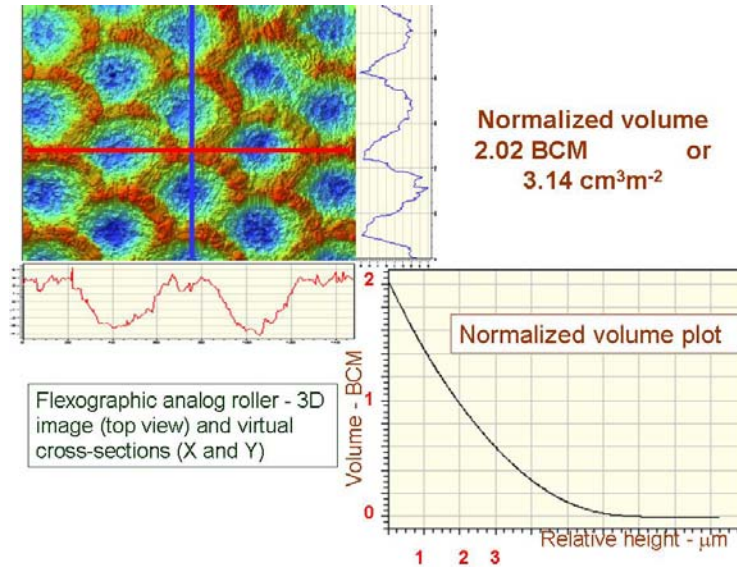 Normalized volume
2.02 BCM or
3.14 cm³m⁻²
Flexographic analog roller - 3D
image (top view) and virtual
cross-sections (X and Y)
Normalized volume plot
Volume - BCM
2
1
0
Relative height - μm
1 2 3